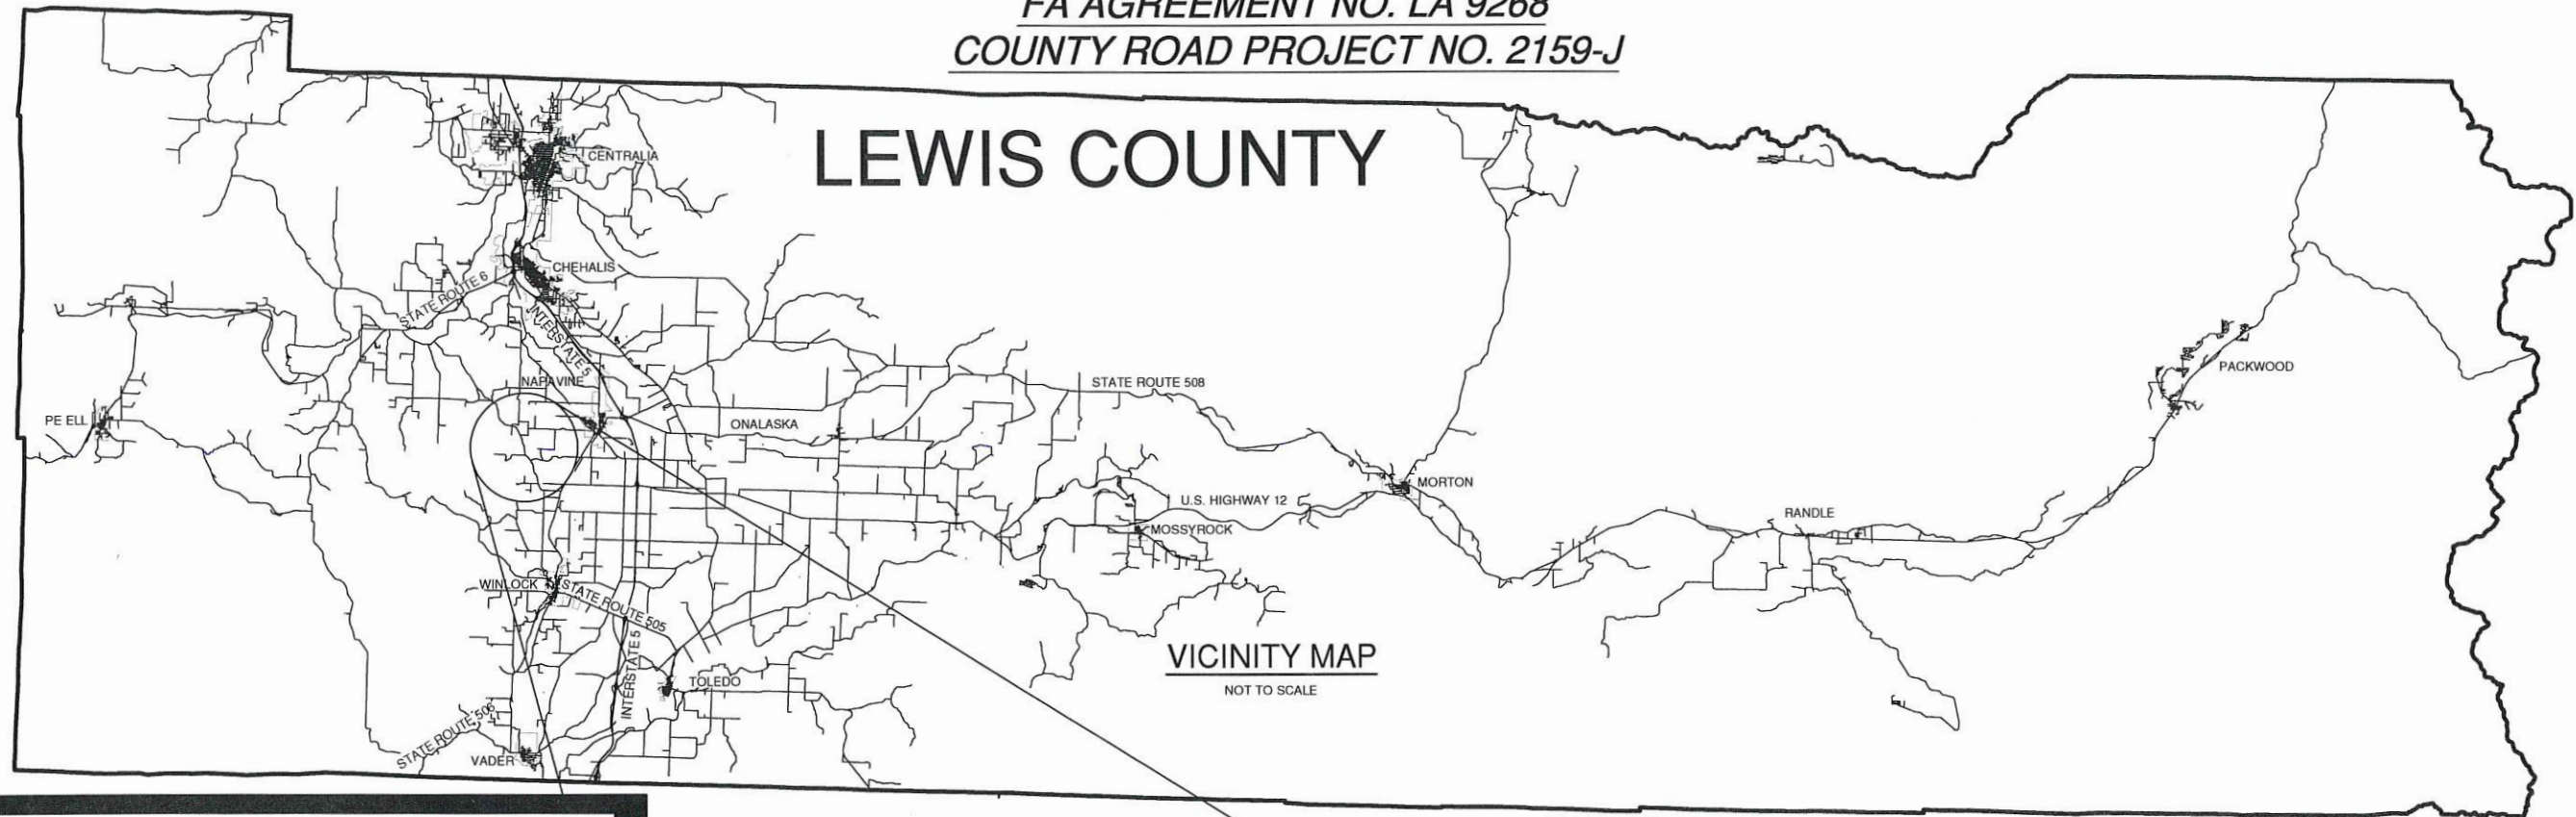 FA AGREEMENT NO. LA 9268
COUNTY ROAD PROJECT NO. 2159-J
LEWIS COUNTY
CENTRALIA
CHEHALIS
STATE ROUTE 6
INTERSTATE 5
NAPAVINE
STATE ROUTE 508
PACKWOOD
PE ELL
ONALASKA
MORTON
U.S. HIGHWAY 12
RANDLE
MOSSYROCK
WINLOCK
STATE ROUTE 505
INTERSTATE 5
VICINITY MAP
TOLEDO
NOT TO SCALE
STATE ROUTE 506
VADER